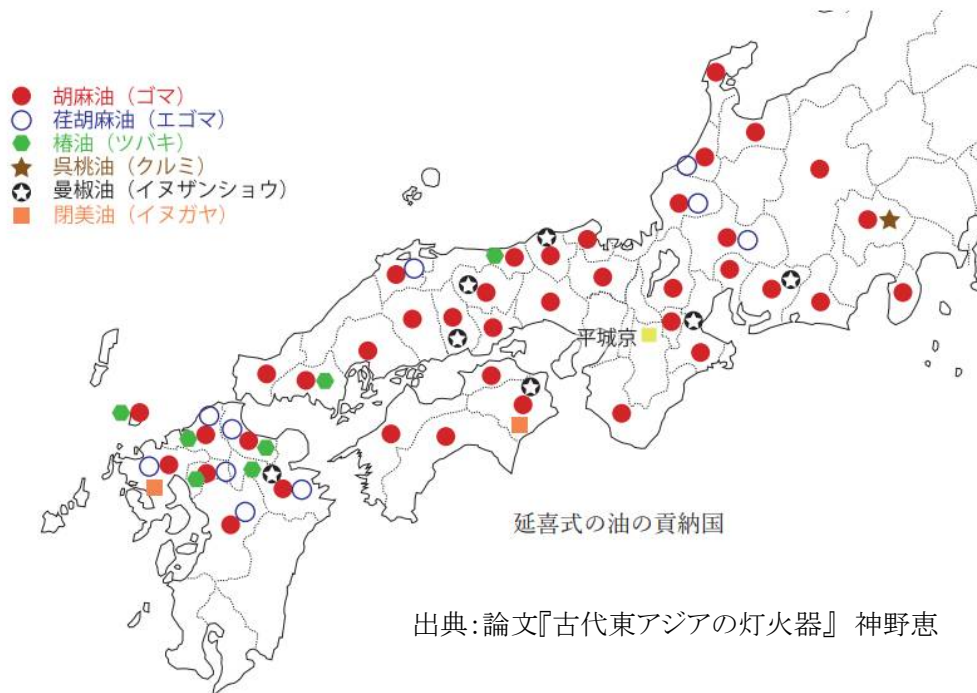 胡麻油（ゴマ）
荏胡麻油（エゴマ）
椿油（ツバキ）
呉桃油（クルミ）
曼椒油（イヌザンショウ）
閉美油（イヌガヤ）
平城京
延喜式の油の貢納国
出典：論文『古代東アジアの灯火器』 神野恵